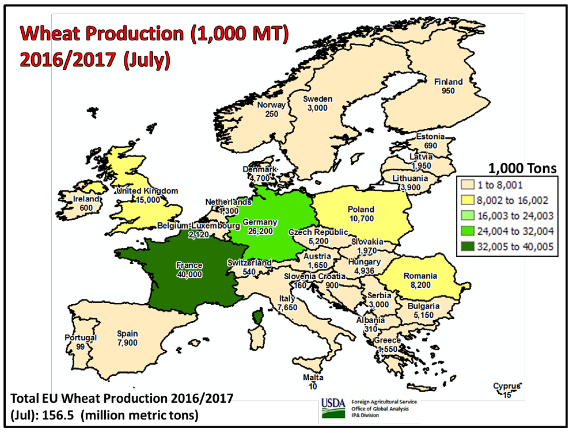 Wheat Production (1,000 MT)
2016/2017 (July)
Finland
950
Norway
250
Sweden
3,000
Estonia
690
Latvia
1,950
Lithuania
3,900
Denmark
4,700
1,000 Tons
1 to 8,001
8,002 to 16,002
16,003 to 24,003
24,004 to 32,004
32,005 to 40,005
Ireland
600
United Kingdom
15,000
Netherlands
1,300
Belgium-Luxembourg
2,120
Germany
26,200
Poland
10,700
Czech Republic
5,200
Slovakia
1,970
France
40,000
Switzerland
540
Austria
1,650
Hungary
4,936
Slovenia
160
Croatia
900
Romania
8,200
Italy
7,650
Serbia
3,000
Bulgaria
5,150
Albania
310
Greece
1,550
Portugal
99
Spain
7,900
Malta
10
Cyprus
15
Total EU Wheat Production 2016/2017
(Jul): 156.5 (million metric tons)
USDA
Foreign Agricultural Service
Office of Global Analysis
IPA Division